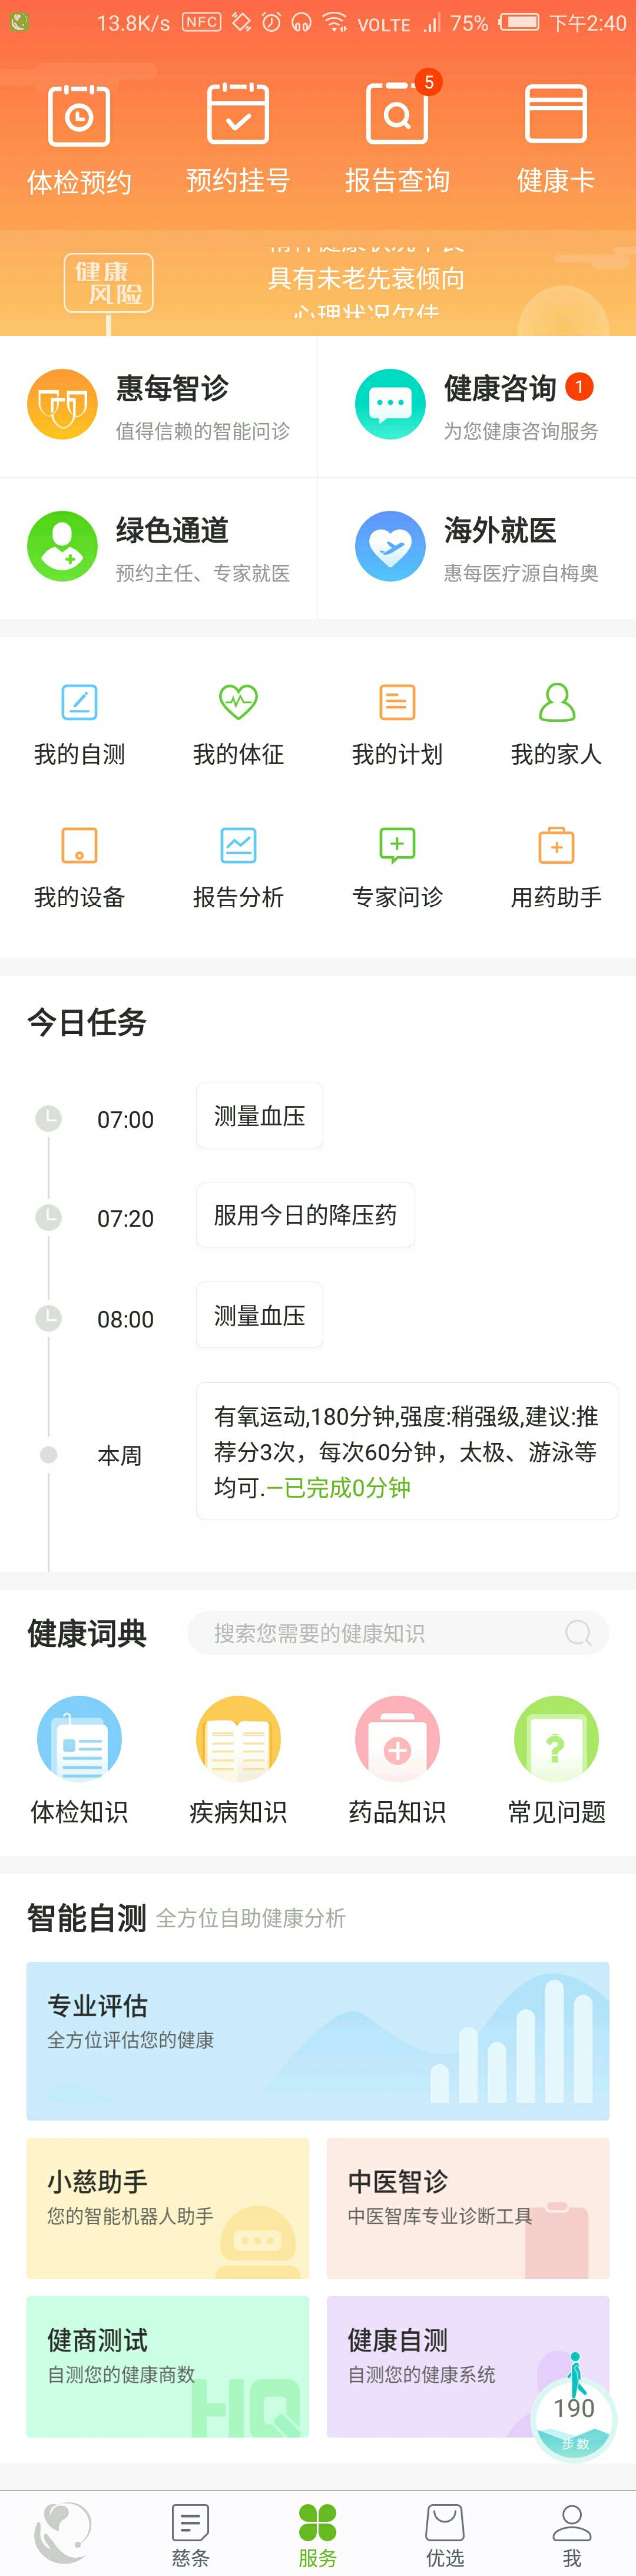 13.8K/s NFC VOLTE 75% 下午2:40
5
体检预约 预约挂号 报告查询 健康卡
健康
风险
精神健康状况不良
具有未老先衰倾向
心理状况欠佳
惠每智诊
值得信赖的智能问诊
健康咨询 1
为您健康咨询服务
绿色通道
预约主任、专家就医
海外就医
惠每医疗源自梅奥
我的自测 我的体征 我的计划 我的家人
我的设备 报告分析 专家问诊 用药助手
今日任务
07:00 测量血压
07:20 服用今日的降压药
08:00 测量血压
本周
有氧运动,180分钟,强度:稍强级,建议:推
荐分3次，每次60分钟，太极、游泳等
均可.—已完成0分钟
健康词典 搜索您需要的健康知识
体检知识 疾病知识 药品知识 常见问题
智能自测 全方位自助健康分析
专业评估
全方位评估您的健康
小慈助手
您的智能机器人助手
中医智诊
中医智库专业诊断工具
健商测试
自测您的健康商数
HQ
健康自测
自测您的健康系统
190
步数
慈条 服务 优选 我